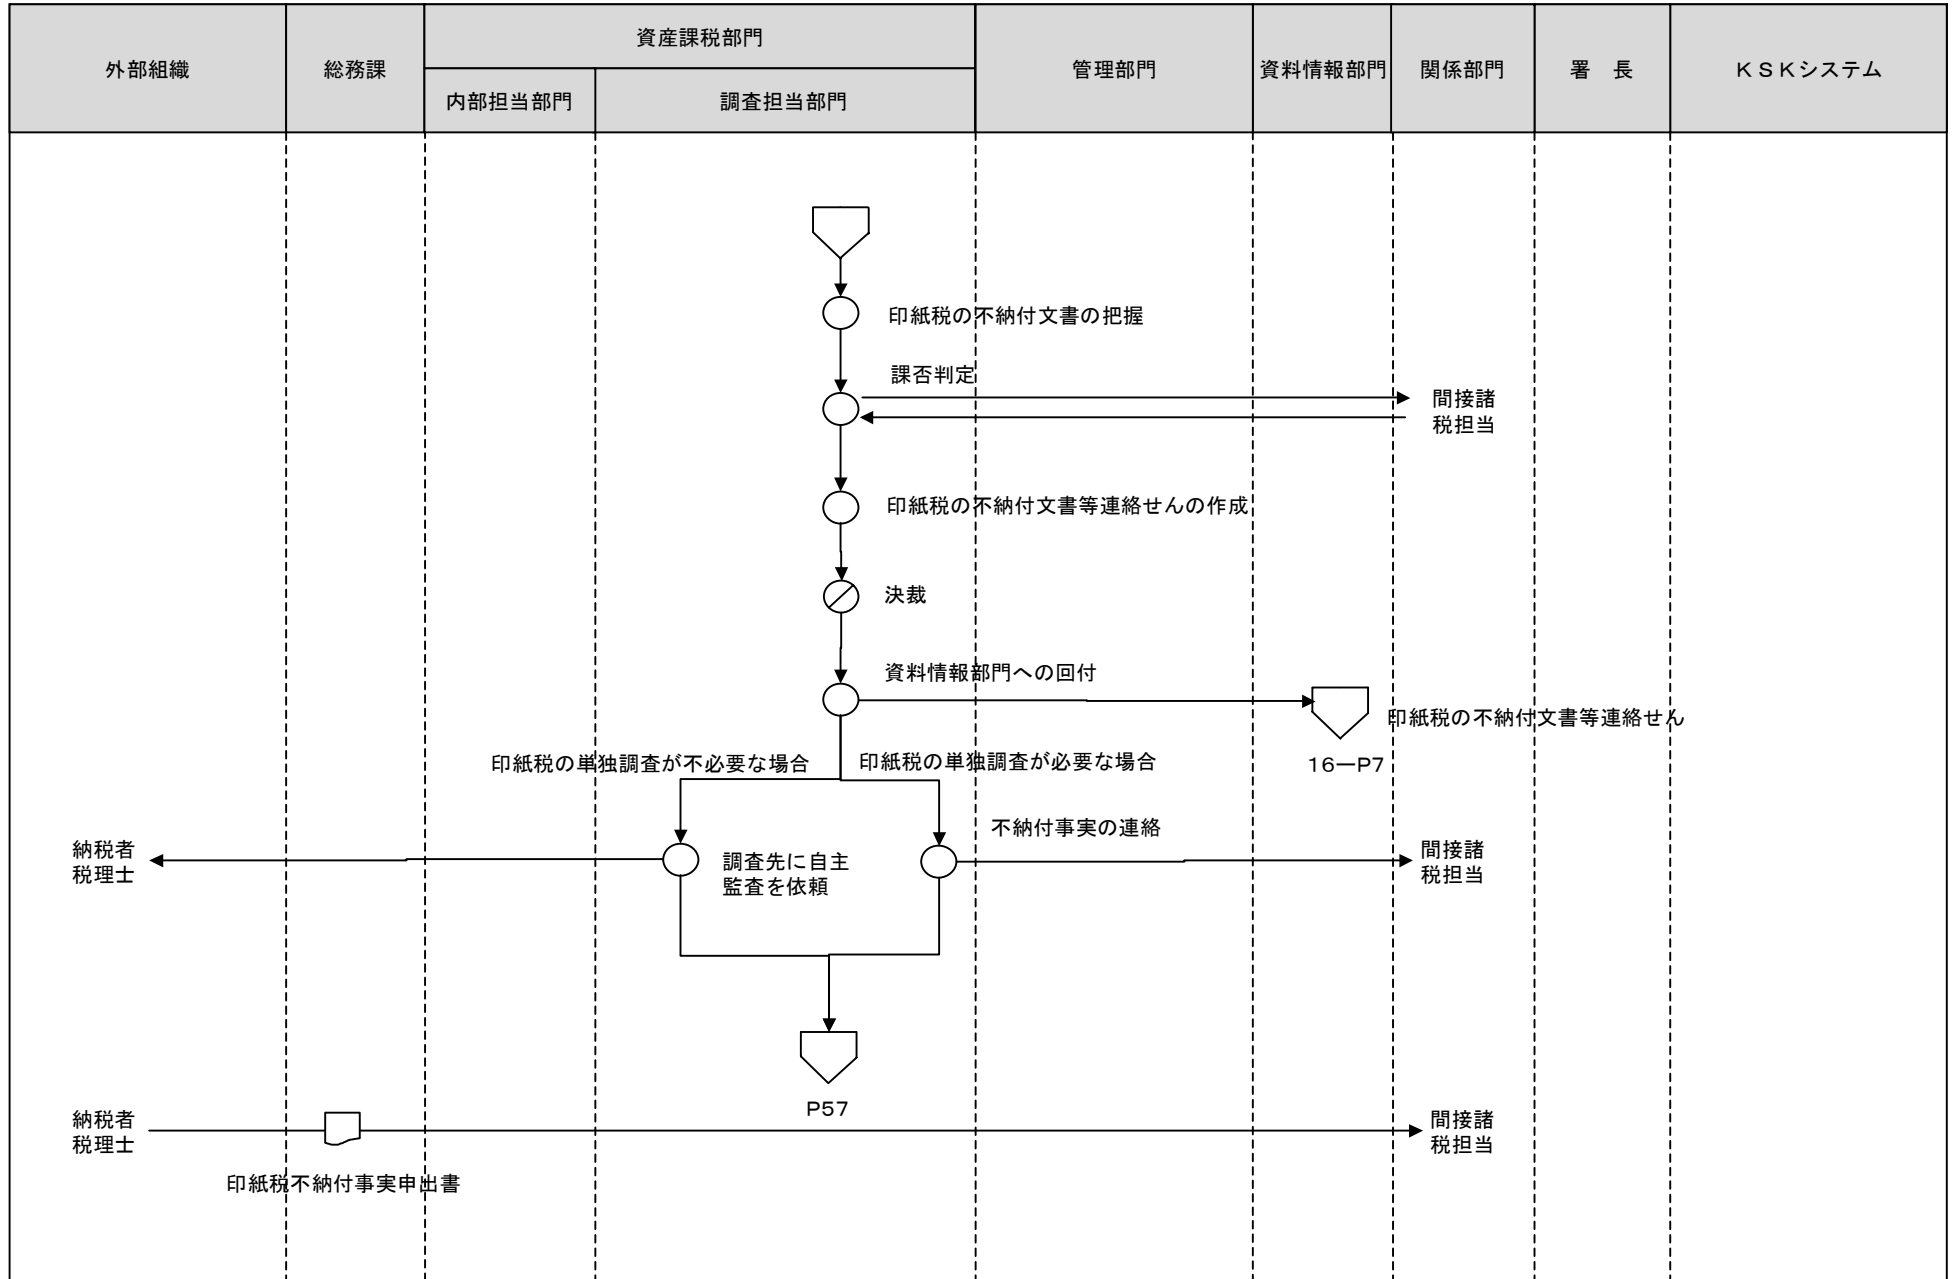 外部組織
総務課
資産課税部門
内部担当部門
調査担当部門
管理部門
資料情報部門
関係部門
署　長
ＫＳＫシステム
印紙税の不納付文書の把握
課否判定
間接諸
税担当
印紙税の不納付文書等連絡せんの作成
決裁
資料情報部門への回付
印紙税の不納付文書等連絡せん
16ーP7
印紙税の単独調査が不必要な場合
印紙税の単独調査が必要な場合
不納付事実の連絡
納税者
税理士
調査先に自主
監査を依頼
間接諸
税担当
P57
納税者
税理士
間接諸
税担当
印紙税不納付事実申出書